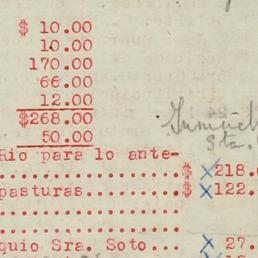 $ 10.00
10.00
170.00
66.00
12.00
$268.00
50.00
Rio para lo ante-
..................$ X218.
pasturas..........$ X122.
..................
..................
quio Sra. Soto... X 27.